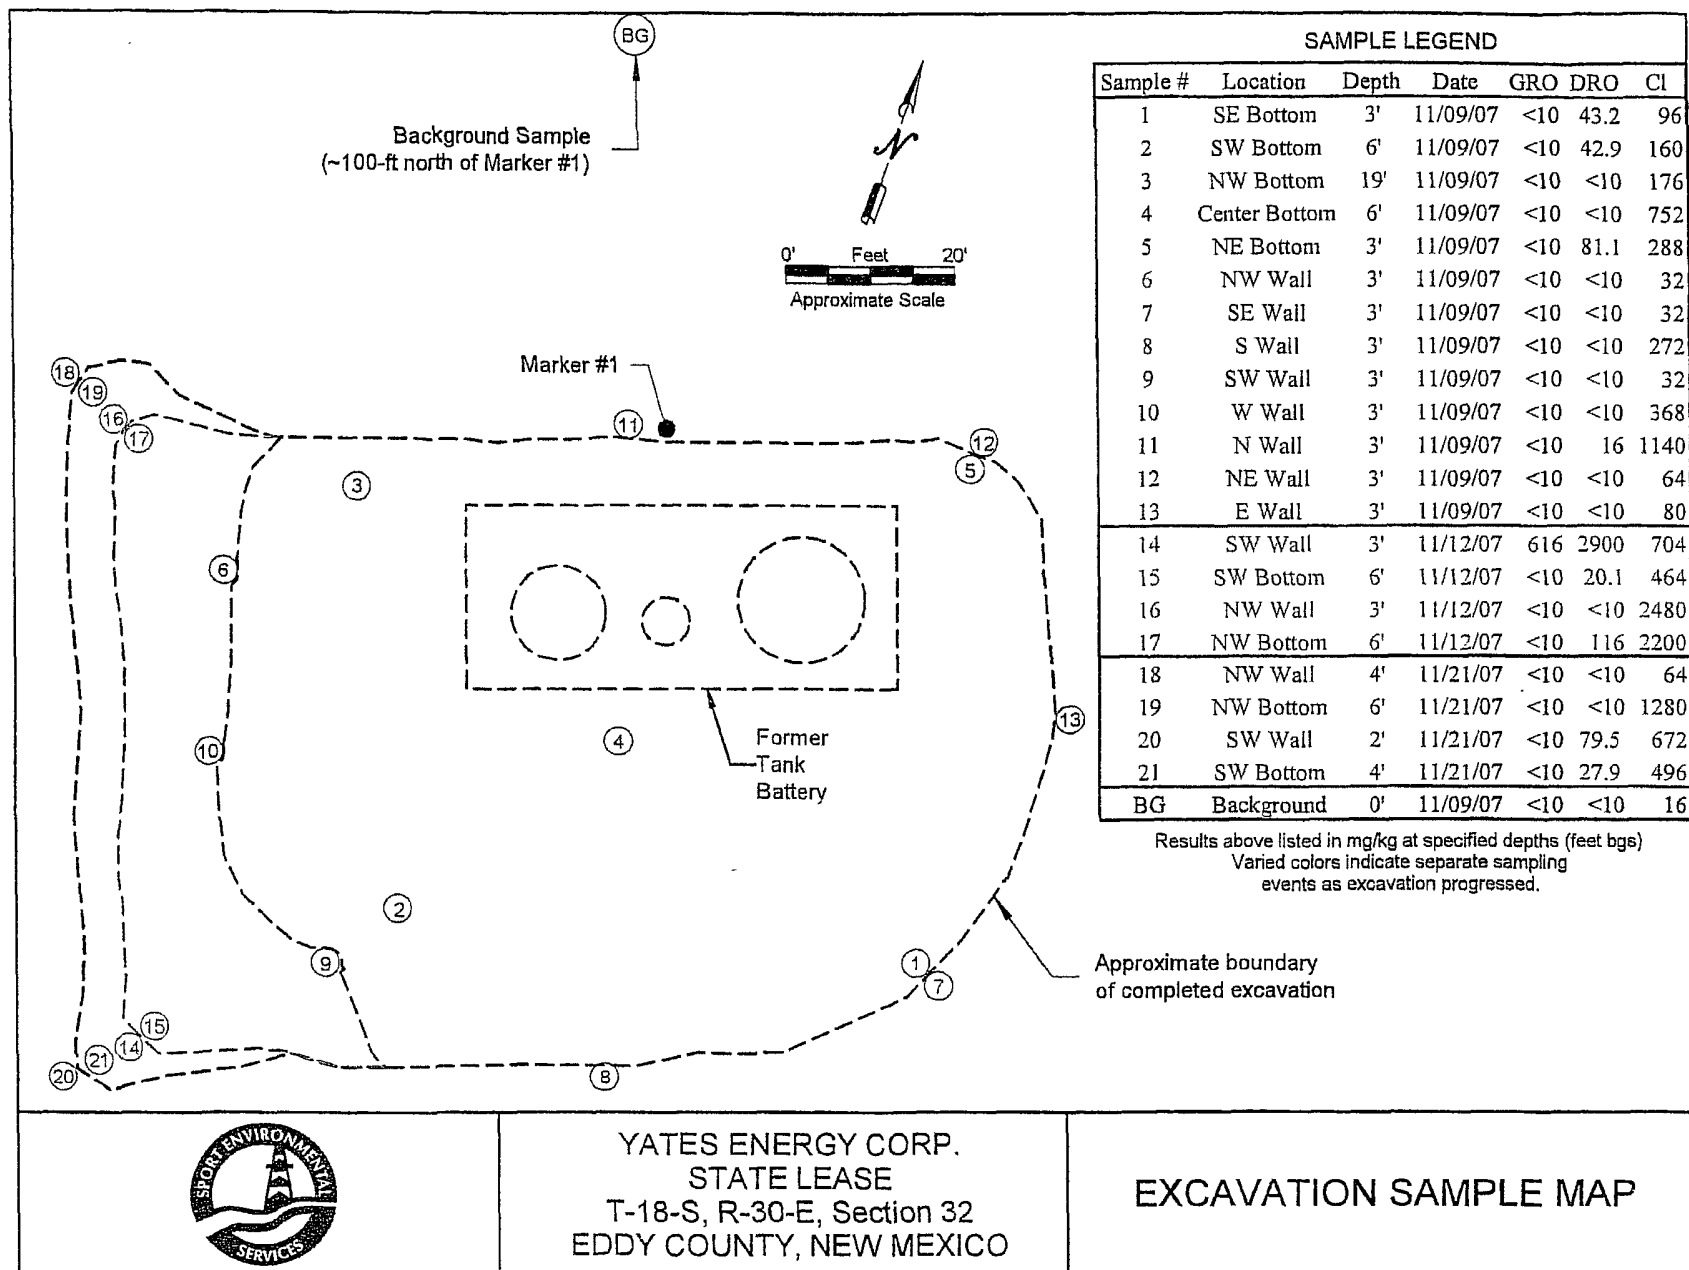 BG
Background Sample
(~100-ft north of Marker #1)
N
0' Feet 20'
Approximate Scale
Marker #1
18
19
16
17
11
12
5
3
6
10
4
13
Former
Tank
Battery
2
9
1
7
15
14
21
20
8
Approximate boundary
of completed excavation
SAMPLE LEGEND
Sample # Location Depth Date GRO DRO Cl
1 SE Bottom 3' 11/09/07 <10 43.2 96
2 SW Bottom 6' 11/09/07 <10 42.9 160
3 NW Bottom 19' 11/09/07 <10 <10 176
4 Center Bottom 6' 11/09/07 <10 <10 752
5 NE Bottom 3' 11/09/07 <10 81.1 288
6 NW Wall 3' 11/09/07 <10 <10 32
7 SE Wall 3' 11/09/07 <10 <10 32
8 S Wall 3' 11/09/07 <10 <10 272
9 SW Wall 3' 11/09/07 <10 <10 32
10 W Wall 3' 11/09/07 <10 <10 368
11 N Wall 3' 11/09/07 <10 16 1140
12 NE Wall 3' 11/09/07 <10 <10 64
13 E Wall 3' 11/09/07 <10 <10 80
14 SW Wall 3' 11/12/07 616 2900 704
15 SW Bottom 6' 11/12/07 <10 20.1 464
16 NW Wall 3' 11/12/07 <10 <10 2480
17 NW Bottom 6' 11/12/07 <10 116 2200
18 NW Wall 4' 11/21/07 <10 <10 64
19 NW Bottom 6' 11/21/07 <10 <10 1280
20 SW Wall 2' 11/21/07 <10 79.5 672
21 SW Bottom 4' 11/21/07 <10 27.9 496
BG Background 0' 11/09/07 <10 <10 16
Results above listed in mg/kg at specified depths (feet bgs)
Varied colors indicate separate sampling
events as excavation progressed.
SPORT ENVIRONMENTAL
SERVICES
YATES ENERGY CORP.
STATE LEASE
T-18-S, R-30-E, Section 32
EDDY COUNTY, NEW MEXICO
EXCAVATION SAMPLE MAP